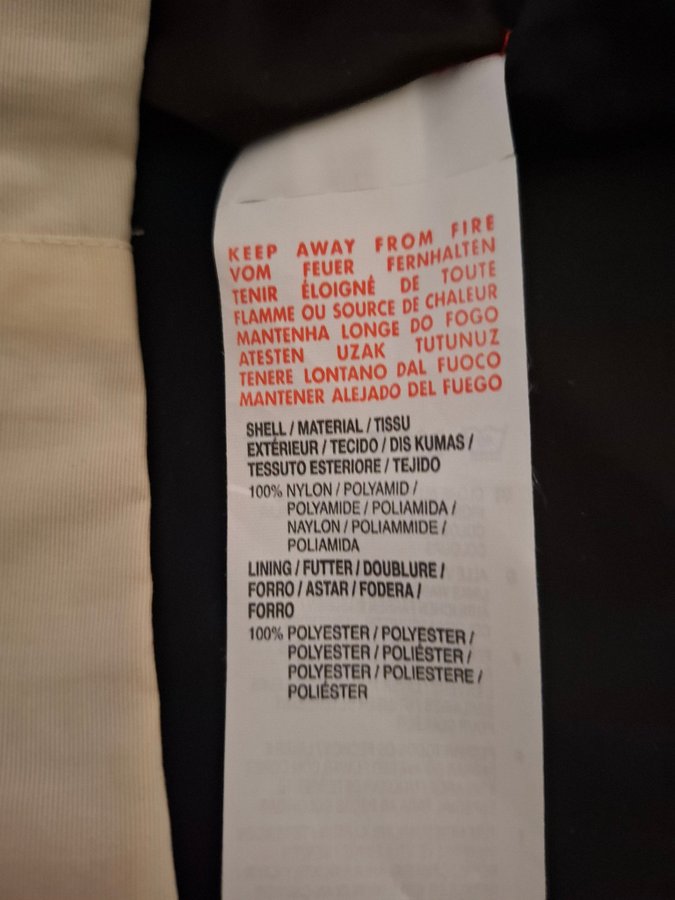 KEEP AWAY FROM FIRE
VOM FEUER FERNHALTEN
TENIR ÉLOIGNÉ DE TOUTE
FLAMME OU SOURCE DE CHALEUR
MANTENHA LONGE DO FOGO
ATESTEN UZAK TUTUNUZ
TENERE LONTANO DAL FUOCO
MANTENER ALEJADO DEL FUEGO
SHELL / MATERIAL / TISSU
EXTÉRIEUR / TECIDO / DIS KUMAS /
TESSUTO ESTERIORE / TEJIDO
100% NYLON / POLYAMID /
POLYAMIDE / POLIAMIDA /
NAYLON / POLIAMMIDE /
POLIAMIDA
LINING / FUTTER / DOUBLURE /
FORRO / ASTAR / FODERA /
FORRO
100% POLYESTER / POLYESTER /
POLYESTER / POLIÉSTER /
POLYESTER / POLIESTERE /
POLIÉSTER